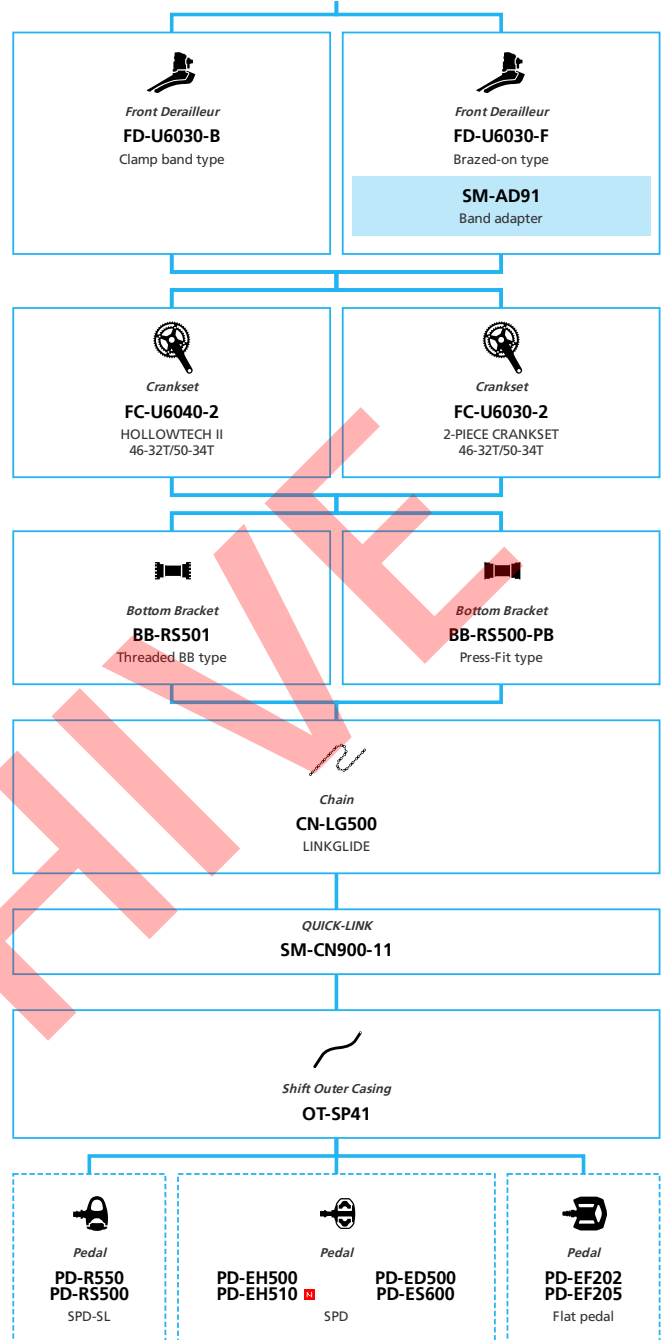 Front Derailleur
FD-U6030-B
Clamp band type
Front Derailleur
FD-U6030-F
Brazed-on type
SM-AD91
Band adapter
Crankset
FC-U6040-2
HOLLOWTECH II
46-32T/50-34T
Crankset
FC-U6030-2
2-PIECE CRANKSET
46-32T/50-34T
Bottom Bracket
BB-RS501
Threaded BB type
Bottom Bracket
BB-RS500-PB
Press-Fit type
Chain
CN-LG500
LINKGLIDE
QUICK-LINK
SM-CN900-11
Shift Outer Casing
OT-SP41
Pedal
PD-R550
PD-RS500
SPD-SL
Pedal
PD-EH500 PD-ED500
PD-EH510 N PD-ES600
SPD
Pedal
PD-EF202
PD-EF205
Flat pedal
HIVE